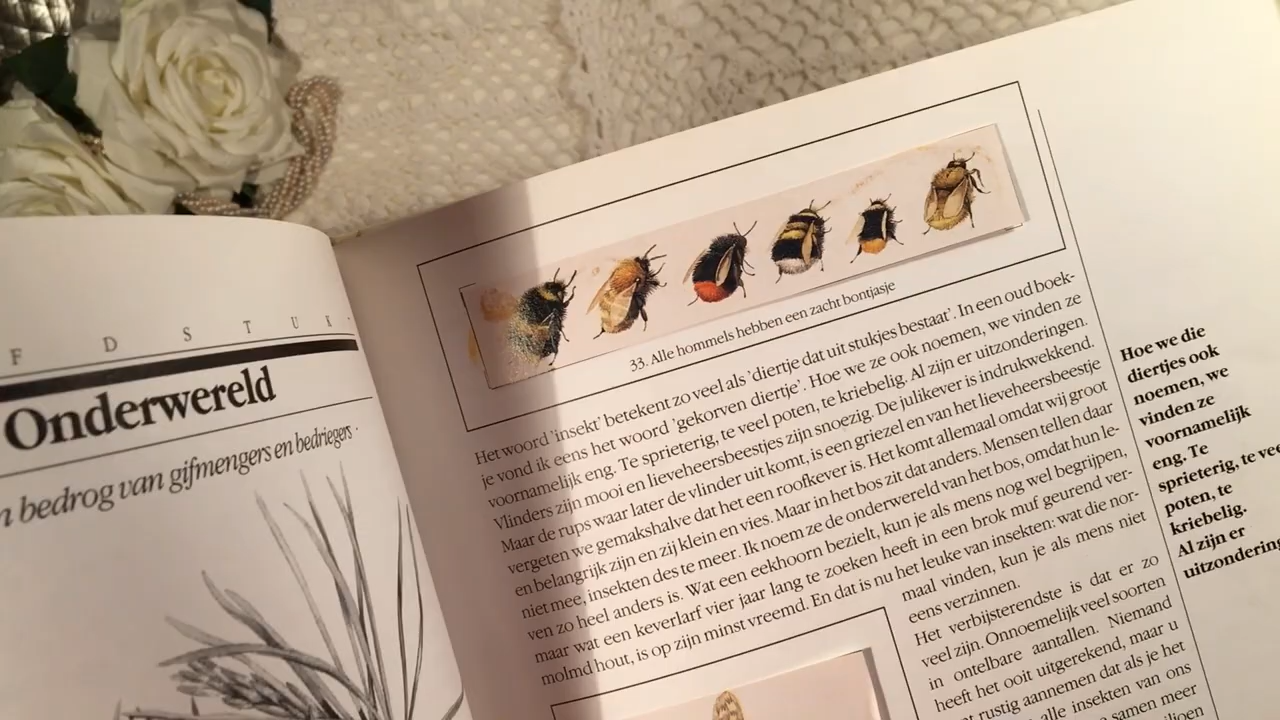 F D S T U K
Onderwereld
bedrog van gifmengers en bedriegers
33. Alle hommels hebben een zacht bontjasje
Het woord 'insekt' betekent zo veel als 'diertje dat uit stukjes bestaat'. In een oud boek-
je vond ik eens het woord 'gekorven diertje'. Hoe we ze ook noemen, we vinden ze
voornamelijk eng. Te sprieterig, te veel poten, te kriebelig. Al zijn er uitzonderingen.
Vlinders zijn mooi en lieveheersbeestjes zijn snoezig. De julikever is indrukwekkend.
Maar de rups waar later de vlinder uit komt, is een griezel en van het lieveheersbeestje
vergeten we gemakshalve dat het een roofkever is. Het komt allemaal omdat wij groot
en belangrijk zijn en zij klein en vies. Maar in het bos zit dat anders. Mensen tellen daar
niet mee, insekten des te meer. Ik noem ze de onderwereld van het bos, omdat hun le-
ven zo heel anders is. Wat een eekhoorn bezielt, kun je als mens nog wel begrijpen,
maar wat een keverlarf vier jaar lang te zoeken heeft in een brok muf geurend ver-
molmd hout, is op zijn minst vreemd. En dat is nu het leuke van insekten: wat die nor-
maal vinden, kun je als mens niet
eens verzinnen.
Het verbijsterendste is dat er zo
veel zijn. Onnoemelijk veel soorten
in ontelbare aantallen. Niemand
heeft het ooit uitgerekend, maar u
rustig aannemen dat als je het
alle insekten van ons
samen meer
Hoe we die
diertjes ook
noemen, we
vinden ze
voornamelijk
eng. Te
sprieterig, te
poten, te
kriebelig.
Al zijn er